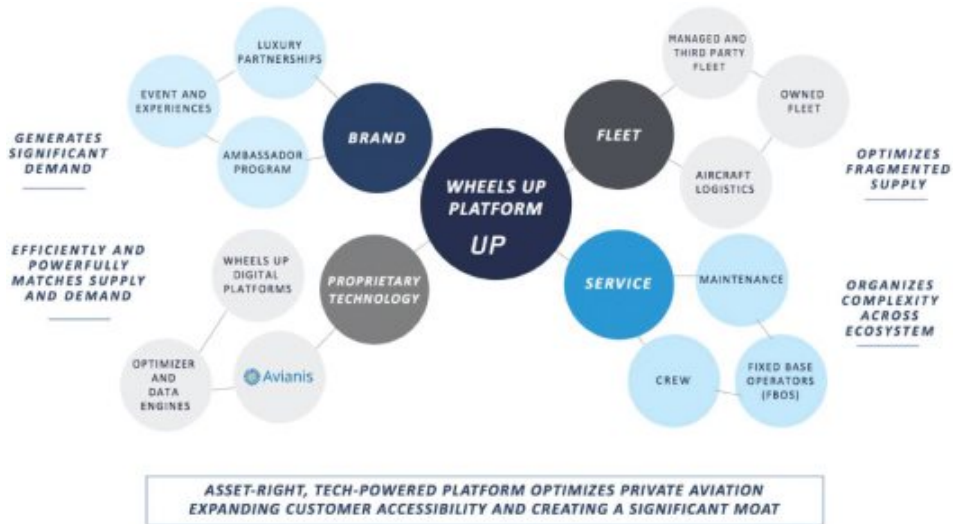 GENERATES
SIGNIFICANT
DEMAND
EVENT AND
EXPERIENCES
LUXURY
PARTNERSHIPS
AMBASSADOR
PROGRAM
BRAND
WHEELS UP
PLATFORM
UP
FLEET
MANAGED AND
THIRD PARTY
FLEET
OWNED
FLEET
AIRCRAFT
LOGISTICS
OPTIMIZES
FRAGMENTED
SUPPLY
EFFICIENTLY AND
POWERFULLY
MATCHES SUPPLY
AND DEMAND
WHEELS UP
DIGITAL
PLATFORMS
OPTIMIZER
AND
DATA
ENGINES
Avianis
PROPRIETARY
TECHNOLOGY
SERVICE
MAINTENANCE
CREW
FIXED BASE
OPERATORS
(FBOS)
ORGANIZES
COMPLEXITY
ACROSS
ECOSYSTEM
ASSET-RIGHT, TECH-POWERED PLATFORM OPTIMIZES PRIVATE AVIATION
EXPANDING CUSTOMER ACCESSIBILITY AND CREATING A SIGNIFICANT MOAT